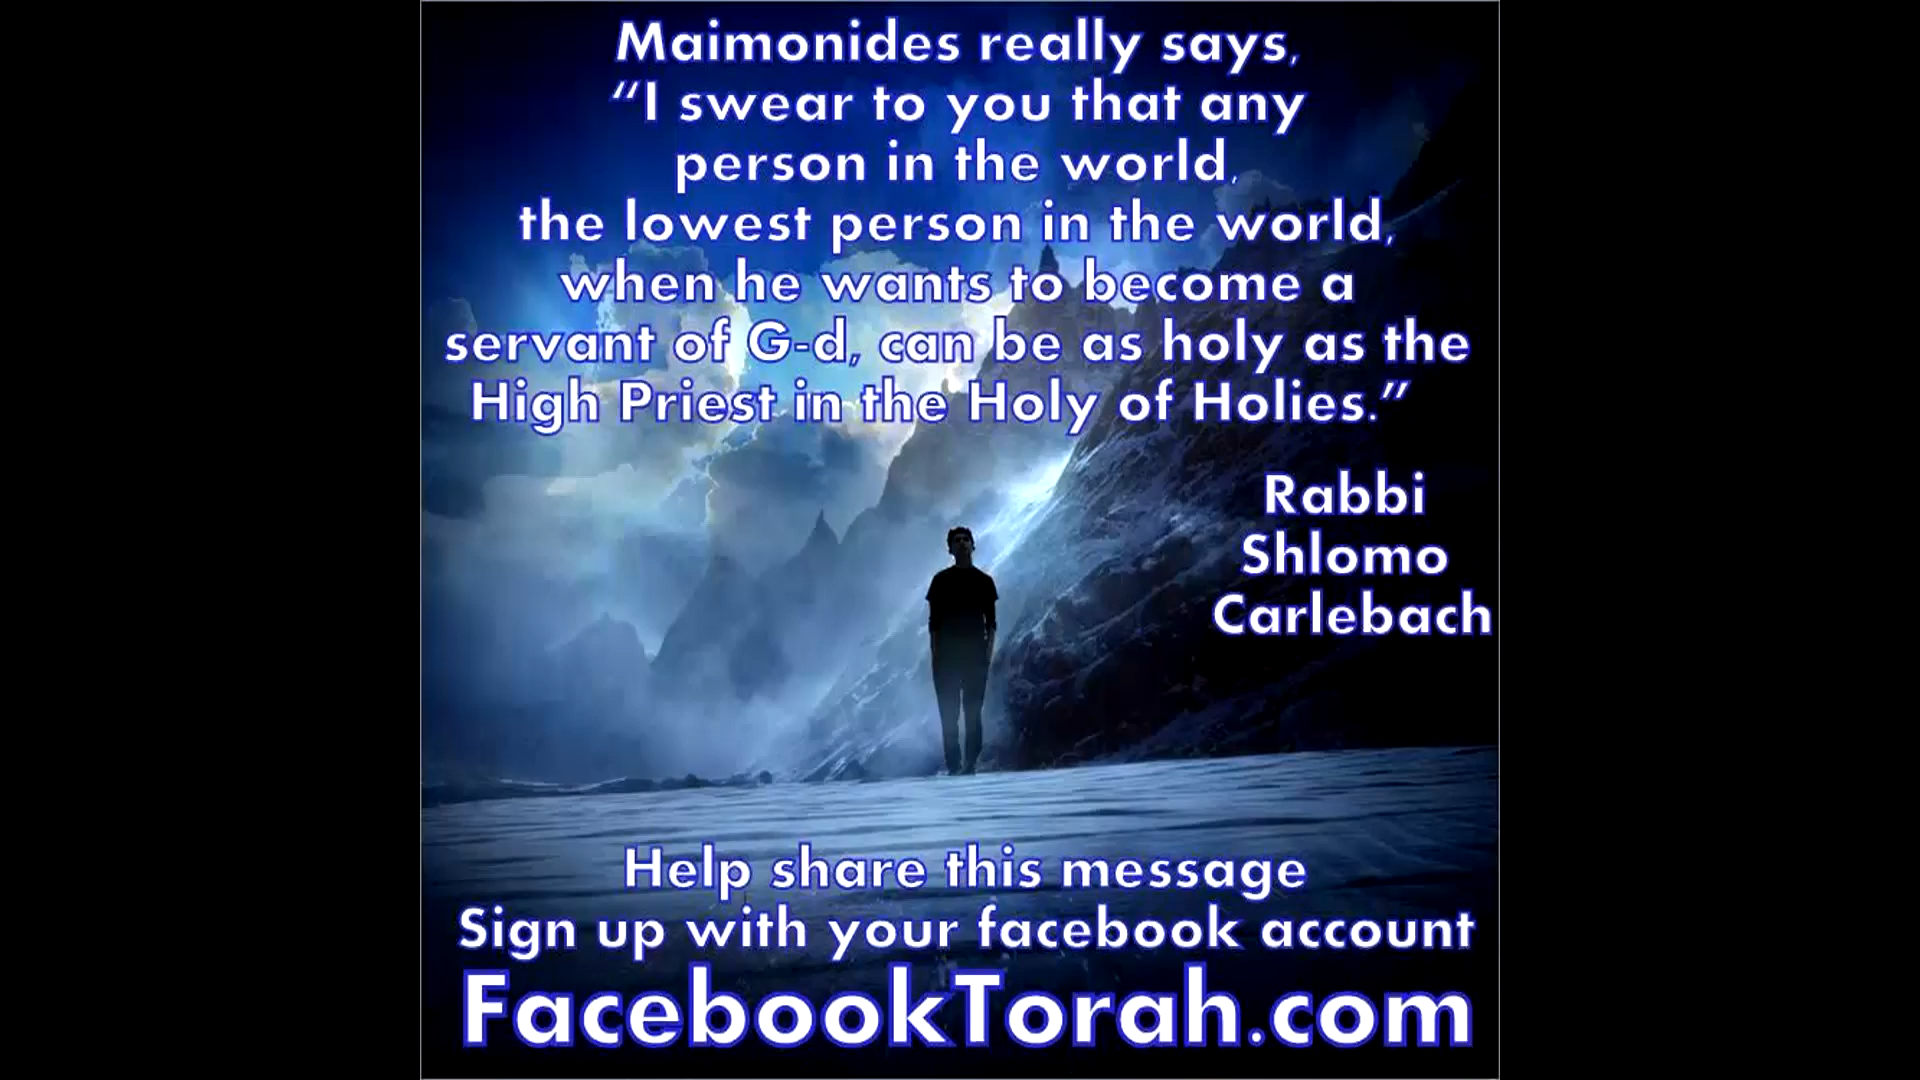 Maimonides really says,
“I swear to you that any
person in the world,
the lowest person in the world,
when he wants to become a
servant of G-d, can be as holy as the
High Priest in the Holy of Holies.”
Rabbi
Shlomo
Carlebach
Help share this message
Sign up with your facebook account
FacebookTorah.com